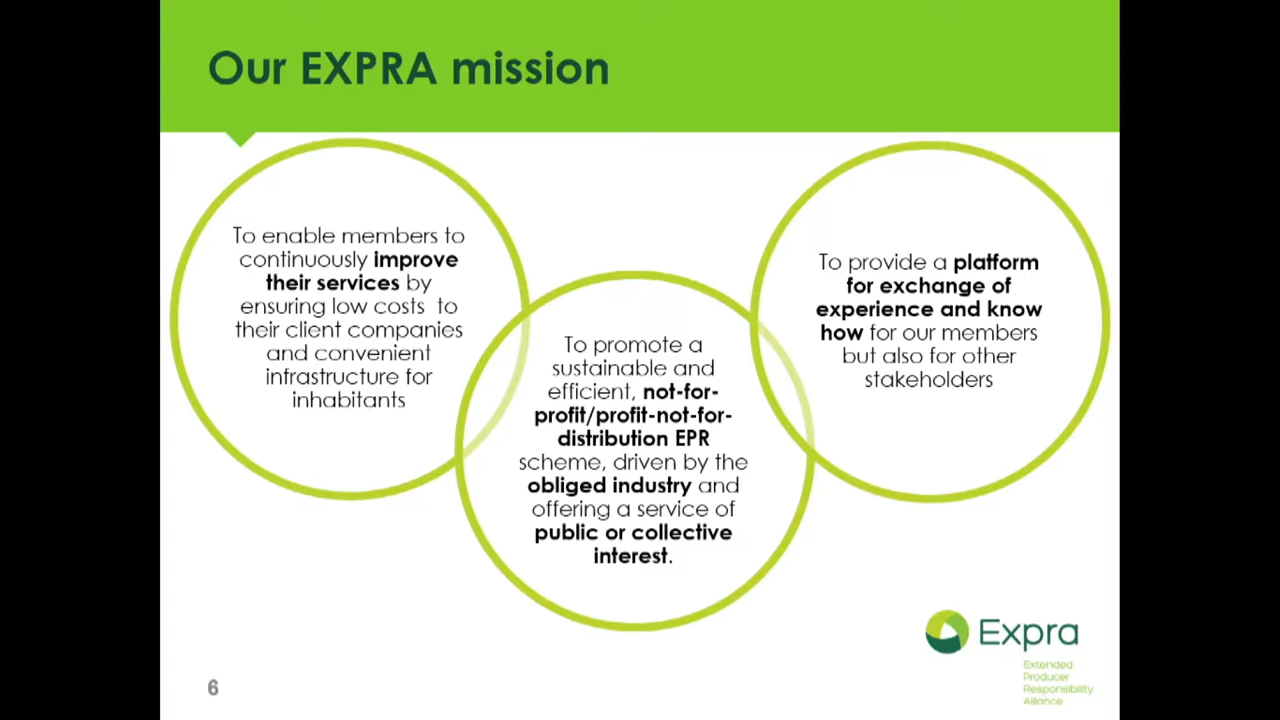 Our EXPRA mission
To enable members to
continuously improve
their services by
ensuring low costs to
their client companies
and convenient
infrastructure for
inhabitants
To promote a
sustainable and
efficient, not-for-
profit/profit-not-for-
distribution EPR
scheme, driven by the
obliged industry and
offering a service of
public or collective
interest.
To provide a platform
for exchange of
experience and know
how for our members
but also for other
stakeholders
Expra
Extended
Producer
Responsibility
Alliance
6